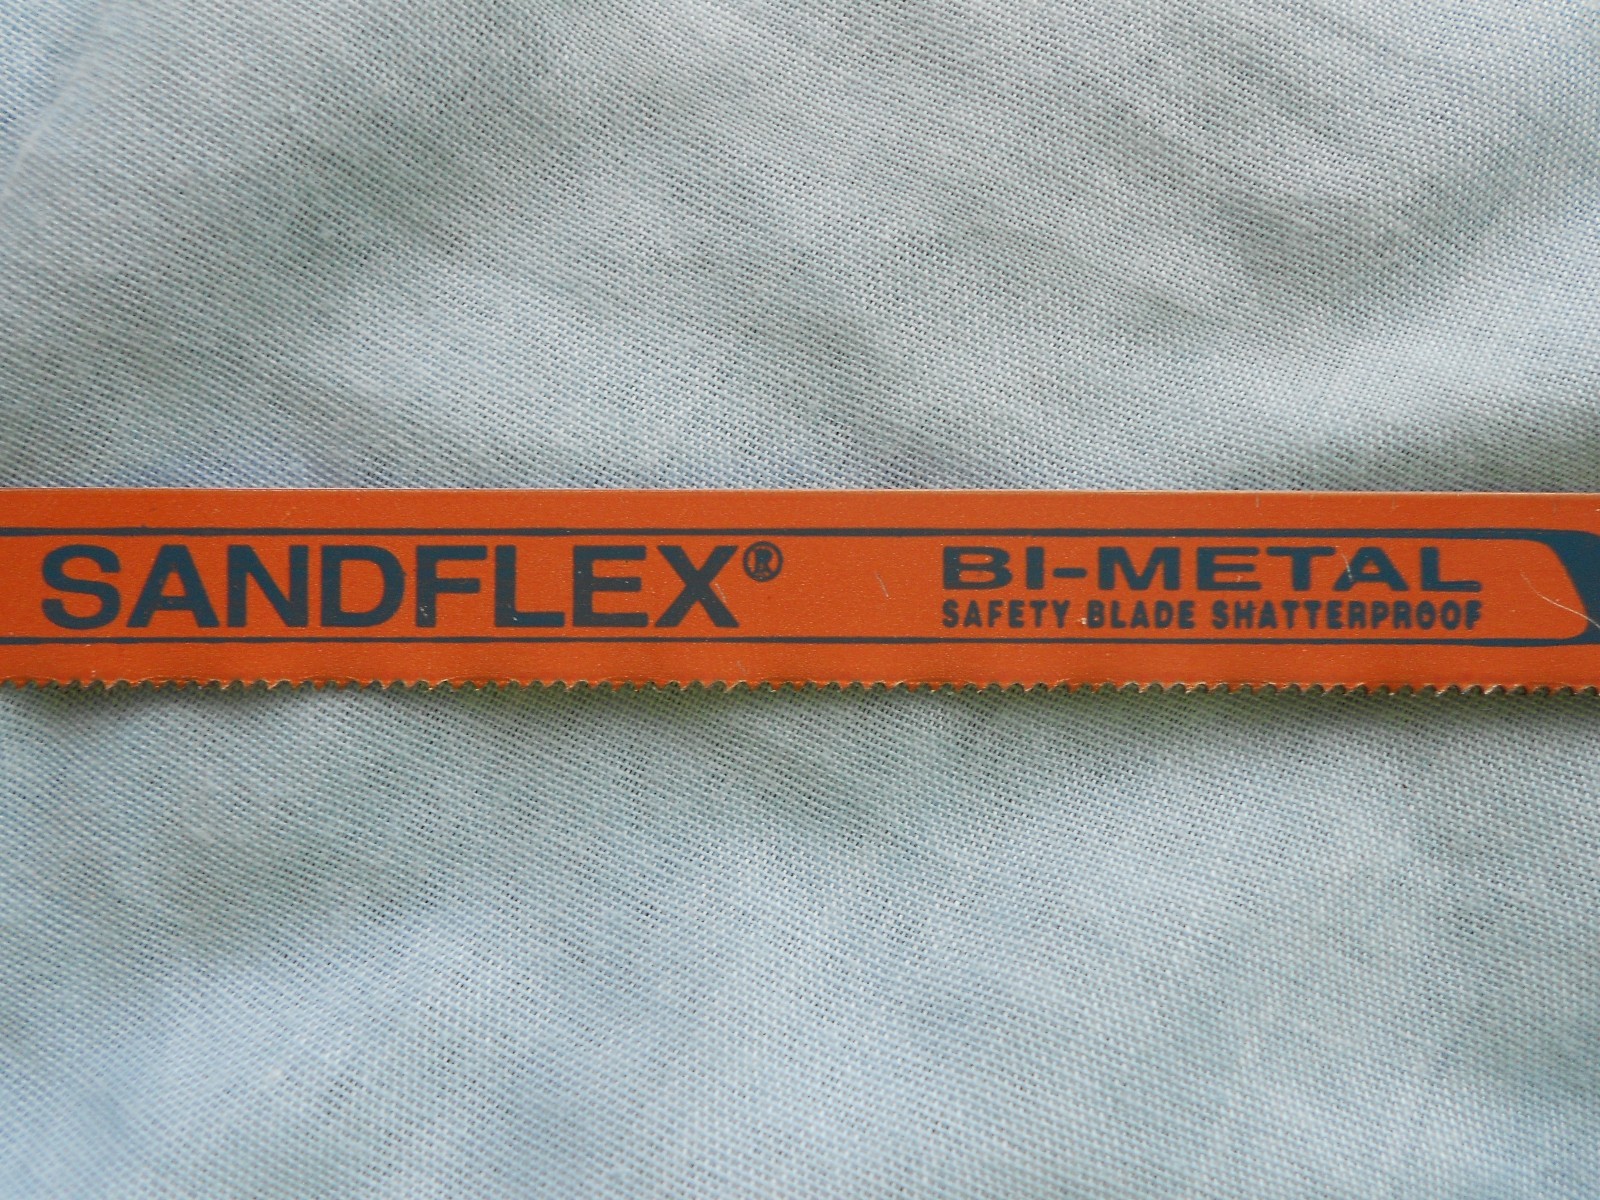 SANDFLEX®
BI-METAL
SAFETY BLADE SHATTERPROOF